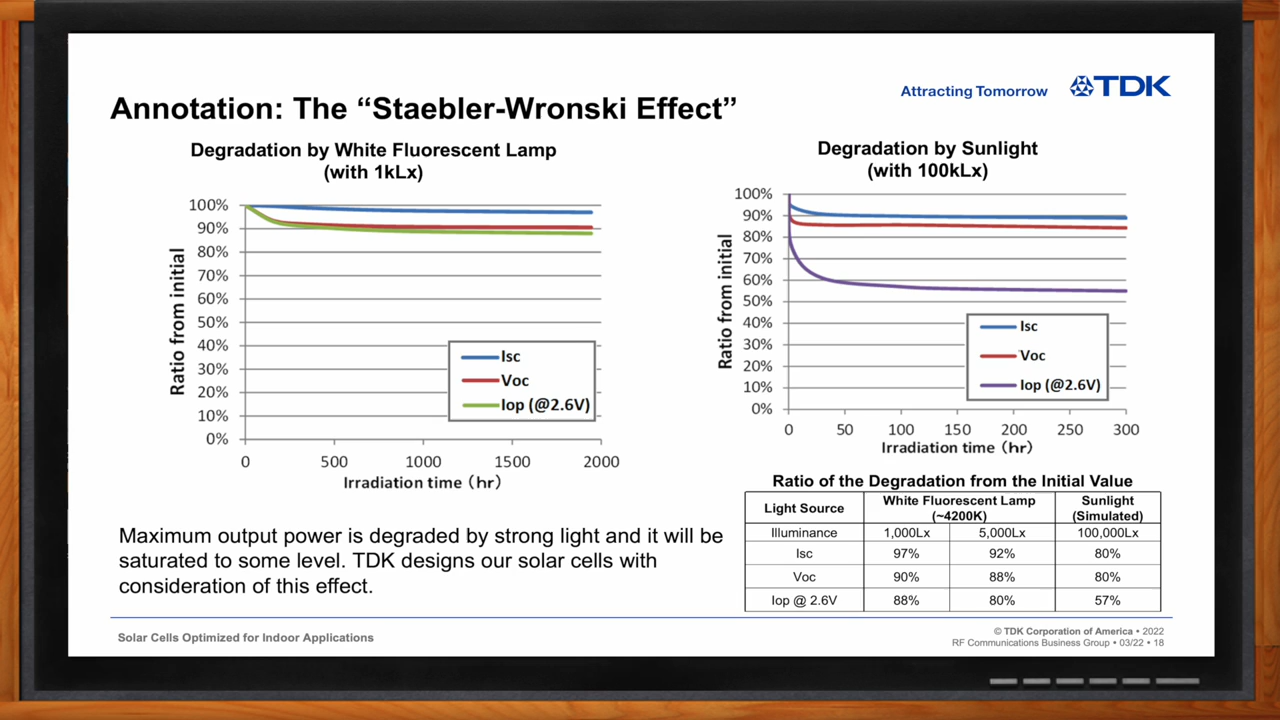 Attracting Tomorrow
TDK
Annotation: The “Staebler-Wronski Effect”
Degradation by White Fluorescent Lamp
(with 1kLx)
Ratio from initial
100%
90%
80%
70%
60%
50%
40%
30%
20%
10%
0%
Isc
Voc
Iop (@2.6V)
0 500 1000 1500 2000
Irradiation time (hr)
Degradation by Sunlight
(with 100kLx)
Ratio from initial
100%
90%
80%
70%
60%
50%
40%
30%
20%
10%
0%
Isc
Voc
Iop (@2.6V)
0 50 100 150 200 250 300
Irradiation time (hr)
Maximum output power is degraded by strong light and it will be
saturated to some level. TDK designs our solar cells with
consideration of this effect.
Ratio of the Degradation from the Initial Value
Light Source White Fluorescent Lamp (~4200K) Sunlight (Simulated)
Illuminance 1,000Lx 5,000Lx 100,000Lx
Isc 97% 92% 80%
Voc 90% 88% 80%
Iop @ 2.6V 88% 80% 57%
Solar Cells Optimized for Indoor Applications
© TDK Corporation of America • 2022
RF Communications Business Group • 03/22 • 18